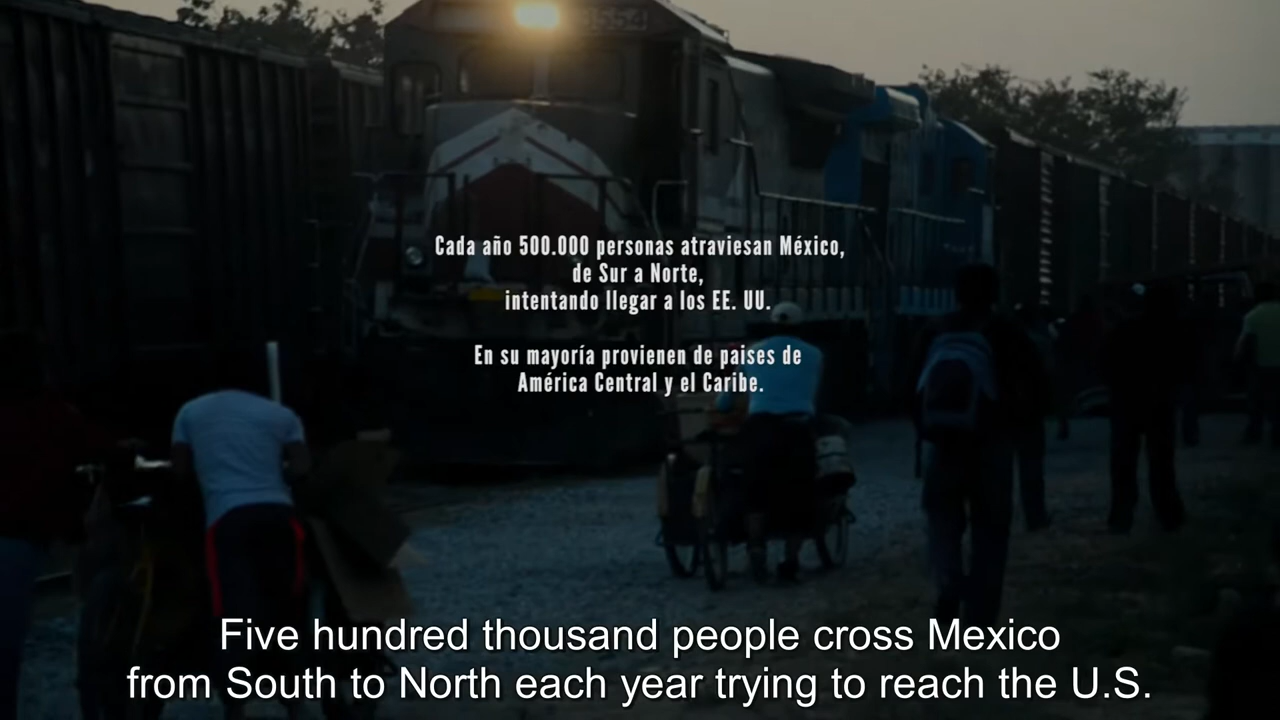 Cada año 500.000 personas atraviesan México,
de Sur a Norte,
intentando llegar a los EE. UU.
En su mayoría provienen de paises de
América Central y el Caribe.
Five hundred thousand people cross Mexico
from South to North each year trying to reach the U.S.